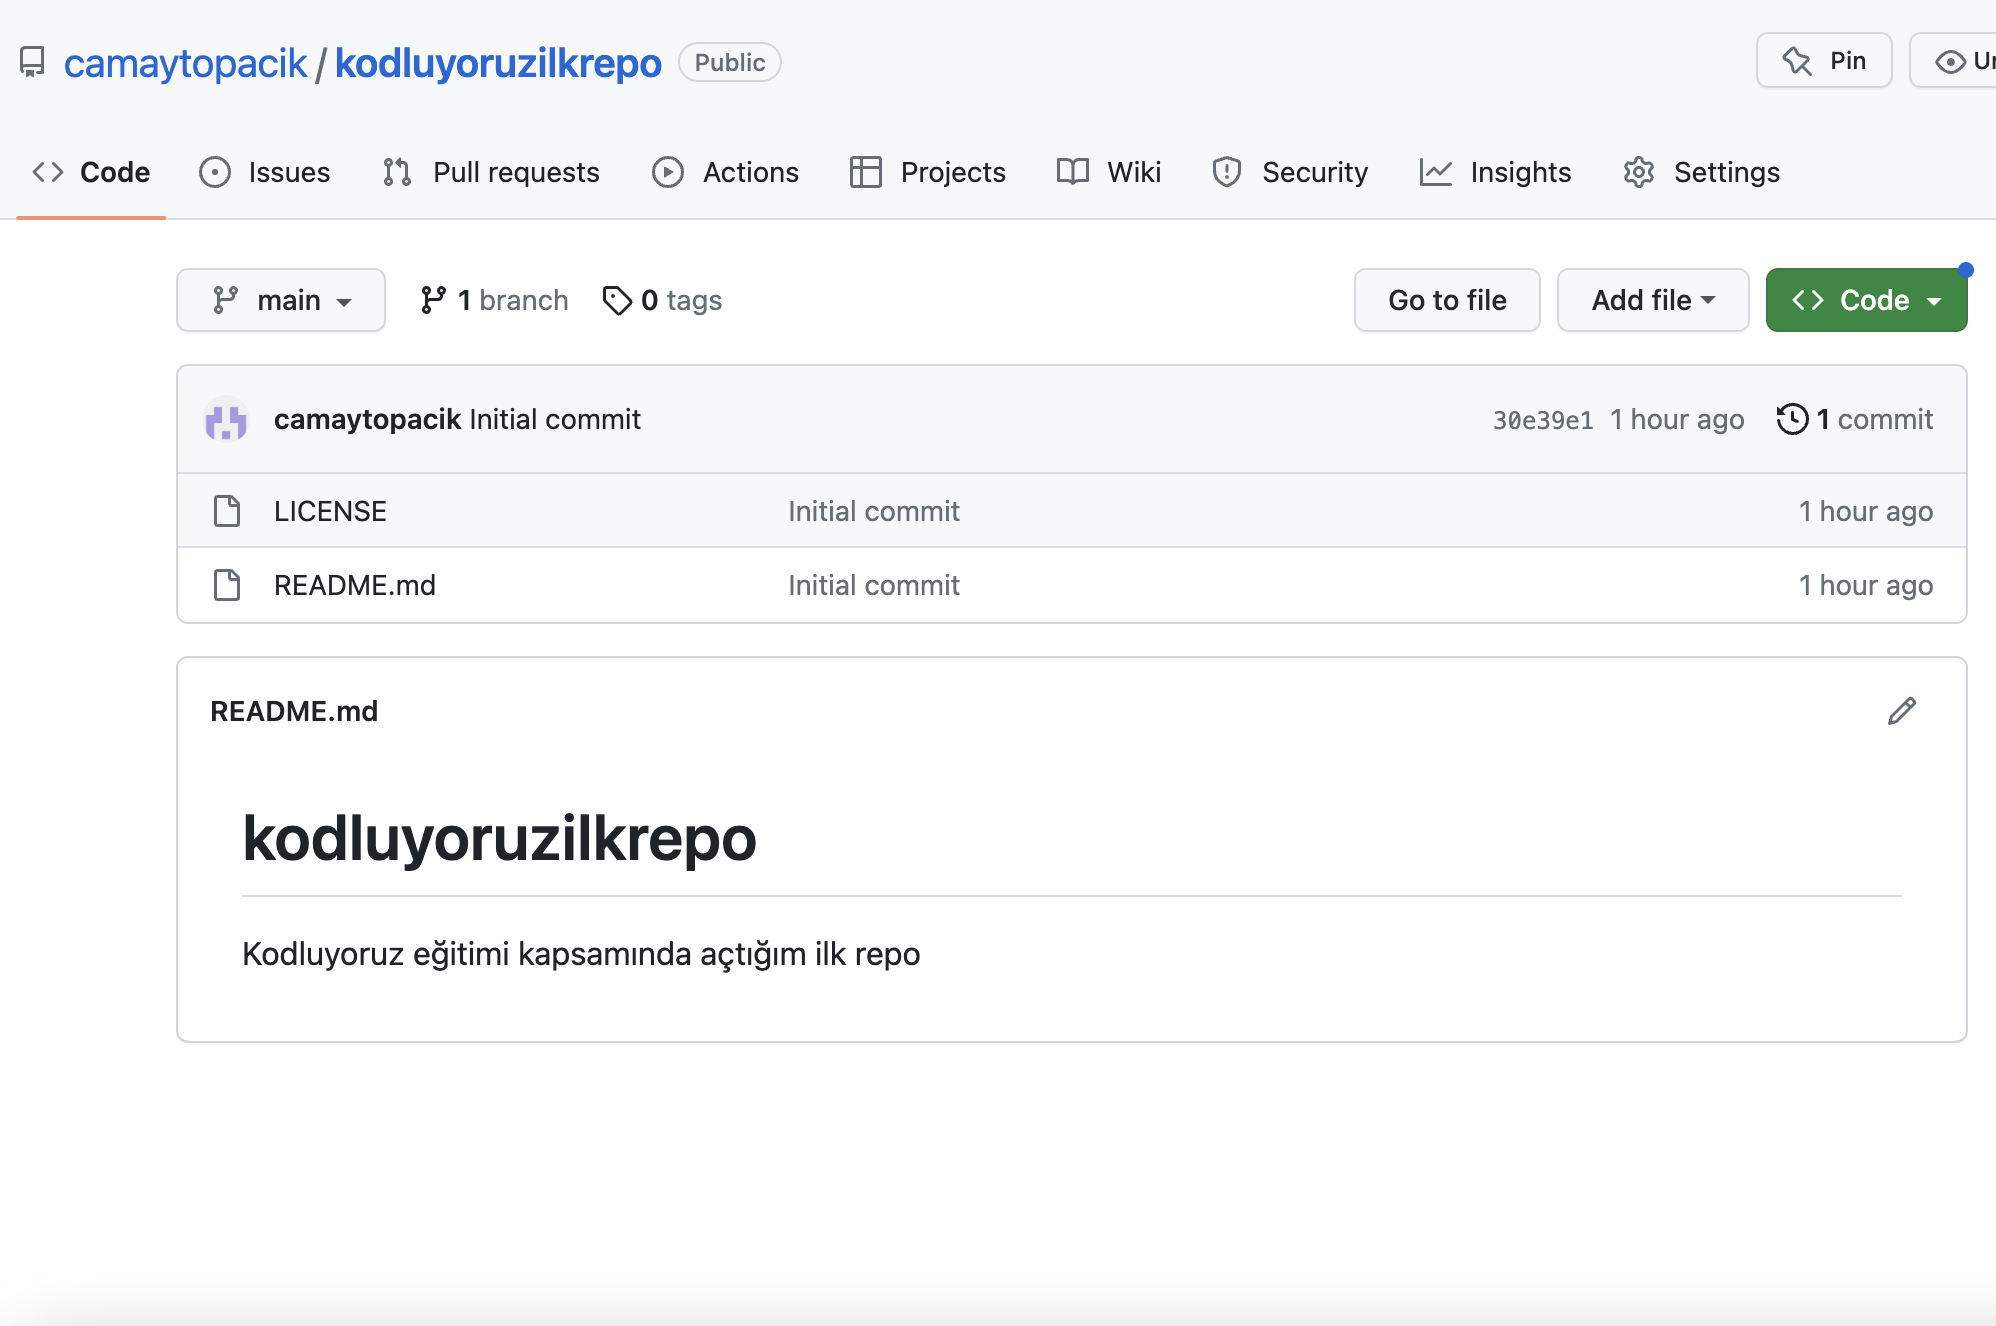 camaytopacik / kodluyoruzilkrepo Public Pin
Code Issues Pull requests Actions Projects Wiki Security Insights Settings
main 1 branch 0 tags Go to file Add file Code
camaytopacik Initial commit 30e39e1 1 hour ago 1 commit
LICENSE Initial commit 1 hour ago
README.md Initial commit 1 hour ago
README.md
kodluyoruzilkrepo
Kodluyoruz eğitimi kapsamında açtığım ilk repo